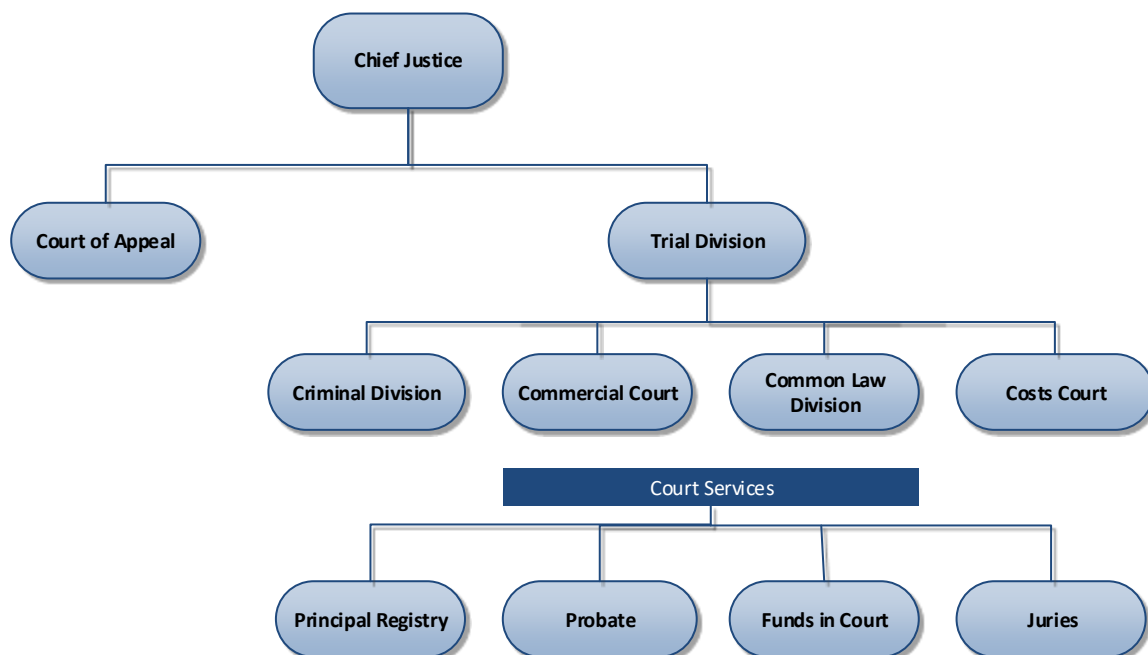 Chief Justice
Court of Appeal
Trial Division
Criminal Division
Commercial Court
Common Law
Division
Costs Court
Court Services
Principal Registry
Probate
Funds in Court
Juries